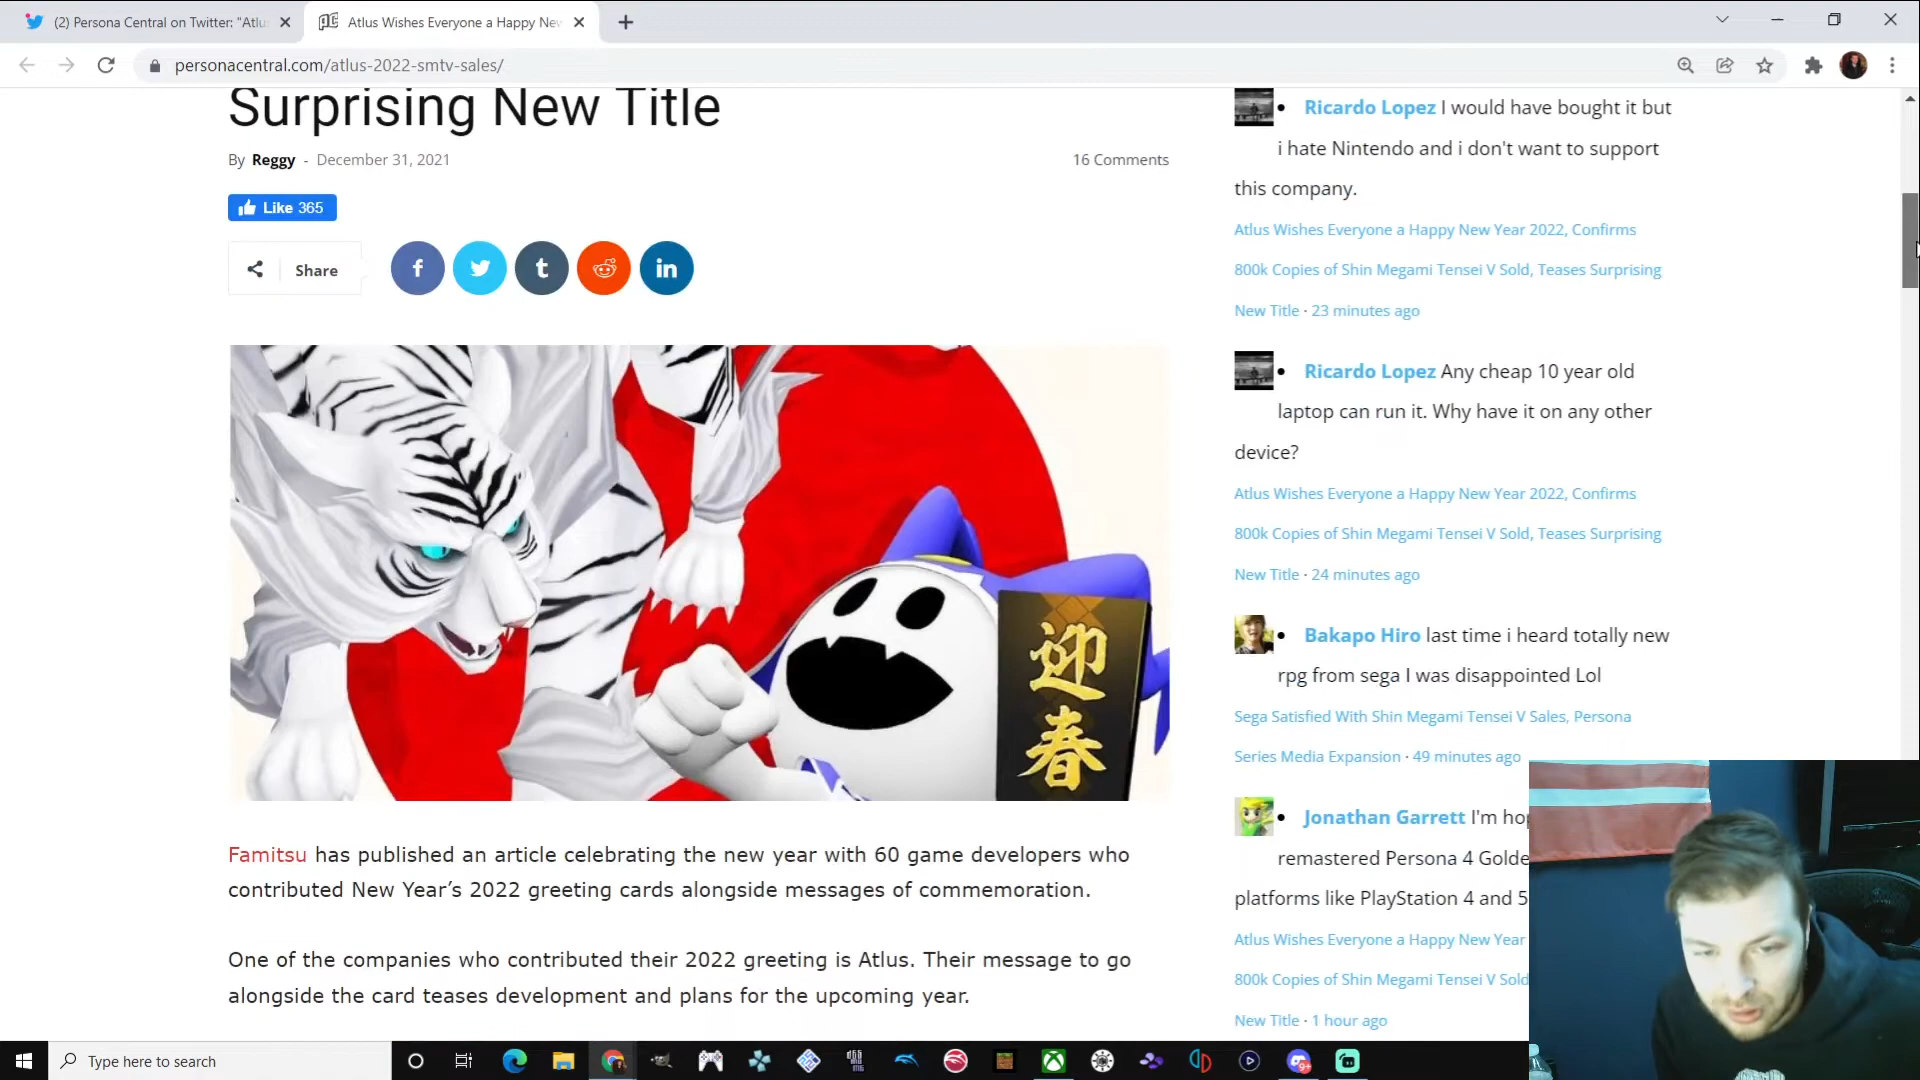 (2) Persona Central on Twitter: "Atlu
Atlus Wishes Everyone a Happy New
personacentral.com/atlus-2022-smtv-sales/
Surprising New Title
By Reggy - December 31, 2021
16 Comments
Like 365
Share
迎春
Famitsu has published an article celebrating the new year with 60 game developers who
contributed New Year's 2022 greeting cards alongside messages of commemoration.
One of the companies who contributed their 2022 greeting is Atlus. Their message to go
alongside the card teases development and plans for the upcoming year.
Ricardo Lopez I would have bought it but
i hate Nintendo and i don't want to support
this company.
Atlus Wishes Everyone a Happy New Year 2022, Confirms
800k Copies of Shin Megami Tensei V Sold, Teases Surprising
New Title · 23 minutes ago
Ricardo Lopez Any cheap 10 year old
laptop can run it. Why have it on any other
device?
Atlus Wishes Everyone a Happy New Year 2022, Confirms
800k Copies of Shin Megami Tensei V Sold, Teases Surprising
New Title · 24 minutes ago
Bakapo Hiro last time i heard totally new
rpg from sega I was disappointed Lol
Sega Satisfied With Shin Megami Tensei V Sales, Persona
Series Media Expansion · 49 minutes ago
Jonathan Garrett I'm hop
remastered Persona 4 Golde
platforms like PlayStation 4 and 5
Atlus Wishes Everyone a Happy New Year
800k Copies of Shin Megami Tensei V Sold
New Title · 1 hour ago
Type here to search